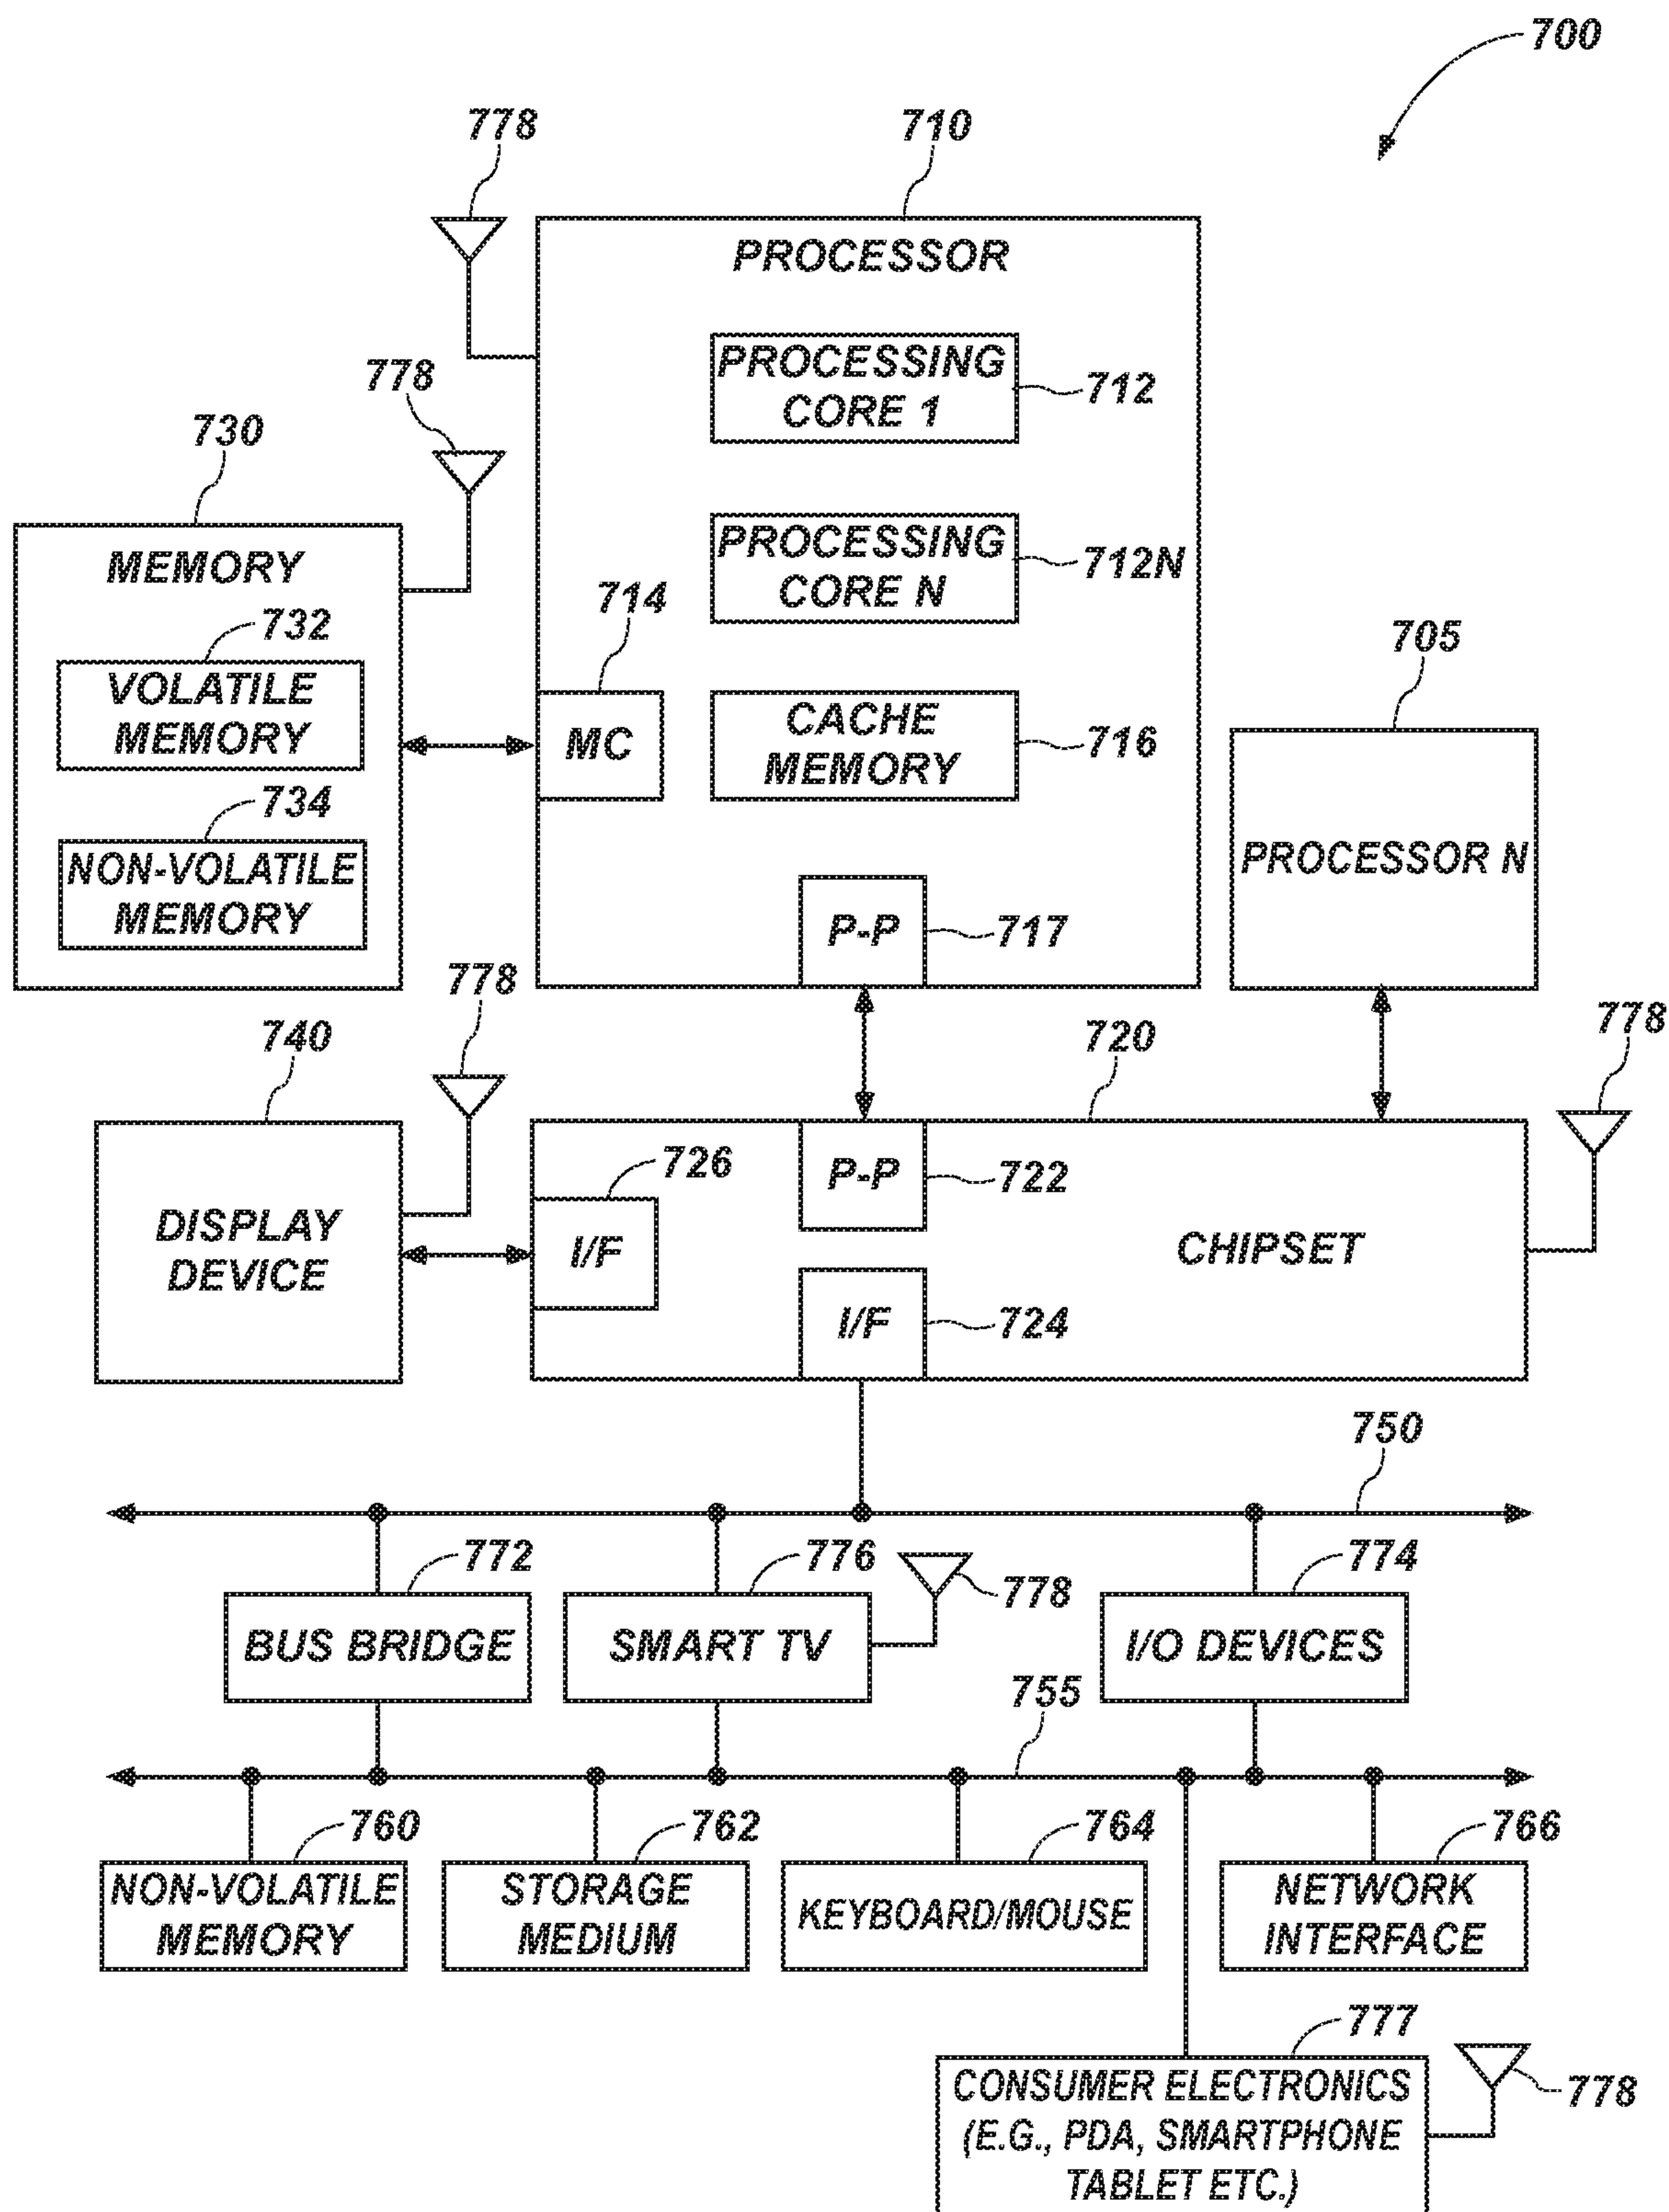 700
778
710
PROCESSOR
PROCESSING
CORE 1
712
778
730
MEMORY
PROCESSING
CORE N
712N
714
732
VOLATILE
MEMORY
MC
CACHE
MEMORY
716
705
734
NON-VOLATILE
MEMORY
PROCESSOR N
P-P
717
778
740
720
778
DISPLAY
DEVICE
726
I/F
P-P
722
CHIPSET
I/F
724
750
772
776
778
774
BUS BRIDGE
SMART TV
I/O DEVICES
755
760
762
764
766
NON-VOLATILE
MEMORY
STORAGE
MEDIUM
KEYBOARD/MOUSE
NETWORK
INTERFACE
777
CONSUMER ELECTRONICS
(E.G., PDA, SMARTPHONE
TABLET ETC.)
778